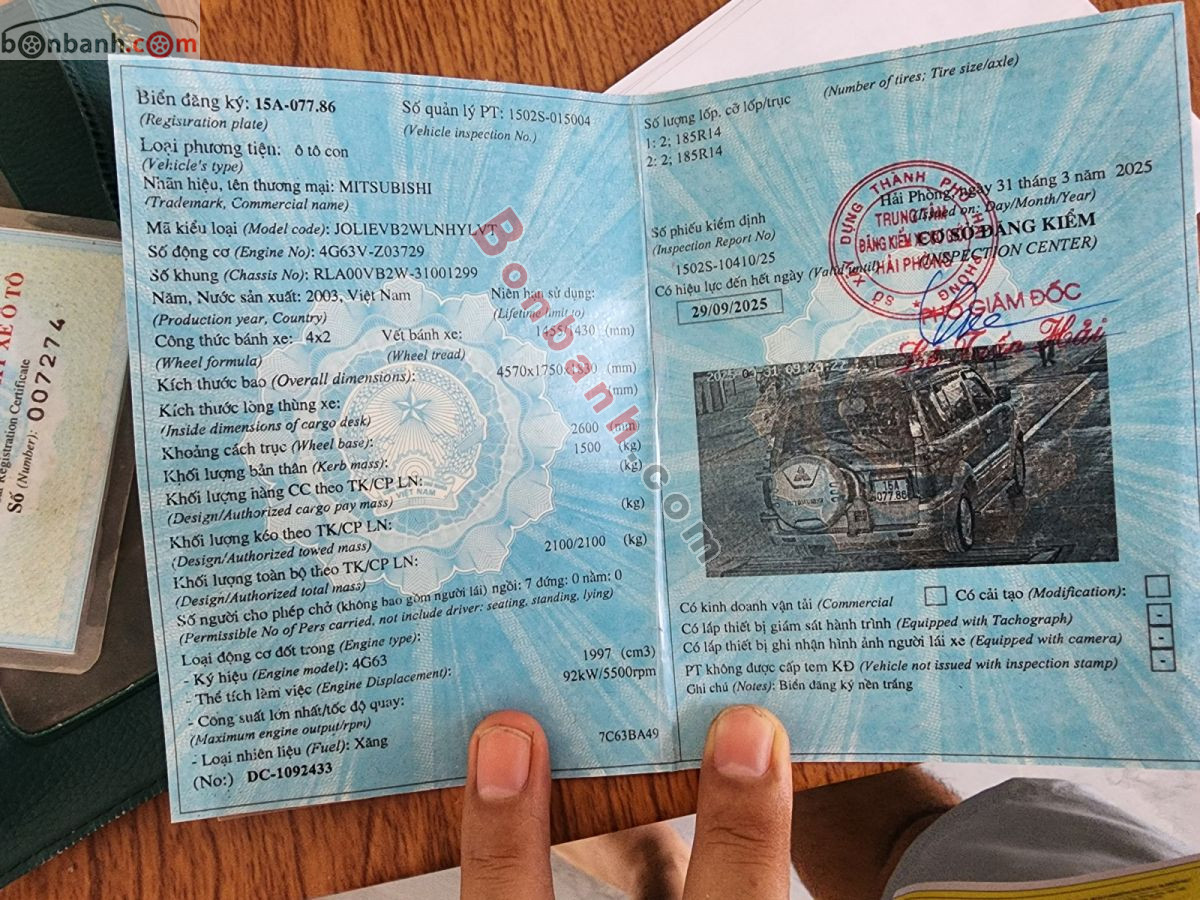 bonbanh.com
Biển đăng ký: 15A-077.86
(Registration plate)
Số quản lý PT: 1502S-015004
(Vehicle inspection No.)
Loại phương tiện: ô tô con
(Vehicle's type)
Nhãn hiệu, tên thương mại: MITSUBISHI
(Trademark, Commercial name)
Mã kiểu loại (Model code): JOLIEVB2WLNHYLVT
Số động cơ (Engine No.): 4G63V-Z03729
Số khung (Chassis No): RLA00VB2W-31001299
Năm, Nước sản xuất: 2003, Việt Nam
(Production year, Country)
Niên hạn sử dụng:
(Lifetime limit to)
Công thức bánh xe: 4x2
(Wheel formula)
Vết bánh xe: 1455/1430 (mm)
(Wheel tread)
Kích thước bao (Overall dimensions): 4570x1750x1830 (mm)
Kích thước lòng thùng xe: (mm)
(Inside dimensions of cargo desk)
Khoảng cách trục (Wheel base): 2600 (mm)
Khối lượng bản thân (Kerb mass): 1500 (kg)
Khối lượng hàng CC theo TK/CP LN: (kg)
(Design/Authorized cargo pay mass)
Khối lượng kéo theo TK/CP LN: (kg)
(Design/Authorized towed mass)
Khối lượng toàn bộ theo TK/CP LN: 2100/2100 (kg)
(Design/Authorized total mass)
Số người cho phép chở (không bao gồm người lái) ngồi: 7 đứng: 0 nằm: 0
(Permissible No of Pers carried, not include driver: seating, standing, lying)
Loại động cơ đốt trong (Engine type):
- Ký hiệu (Engine model): 4G63
- Thể tích làm việc (Engine Displacement): 1997 (cm3)
- Công suất lớn nhất/tốc độ quay: 92kW/5500rpm
(Maximum engine output/rpm)
- Loại nhiên liệu (Fuel): Xăng
(No:) DC-1092433
7C63BA49
Số lượng lốp, cỡ lốp/trục
(Number of tires; Tire size/axle)
1: 2; 185R14
2: 2; 185R14
Hải Phòng, ngày 31 tháng 3 năm 2025
(Issued on: Day/Month/Year)
Số phiếu kiểm định
(Inspection Report No)
1502S-10410/25
CƠ SỞ ĐĂNG KIỂM
(INSPECTION CENTER)
Có hiệu lực đến hết ngày (Valid until)
29/09/2025
SỞ XÂY DỰNG THÀNH PHỐ HẢI PHÒNG
TRUNG TÂM
HẢI PHÒNG
PHÓ GIÁM ĐỐC
15A
077.86
Có kinh doanh vận tải (Commercial
Có cải tạo (Modification):
Có lắp thiết bị giám sát hành trình (Equipped with Tachograph)
Có lắp thiết bị ghi nhận hình ảnh người lái xe (Equipped with camera)
PT không được cấp tem KĐ (Vehicle not issued with inspection stamp)
Ghi chú (Notes): Biển đăng ký nền trắng
VIỆT NAM
Bonbanh.com
XE Ô TÔ
Registration Certificate
Số (Number): 007274